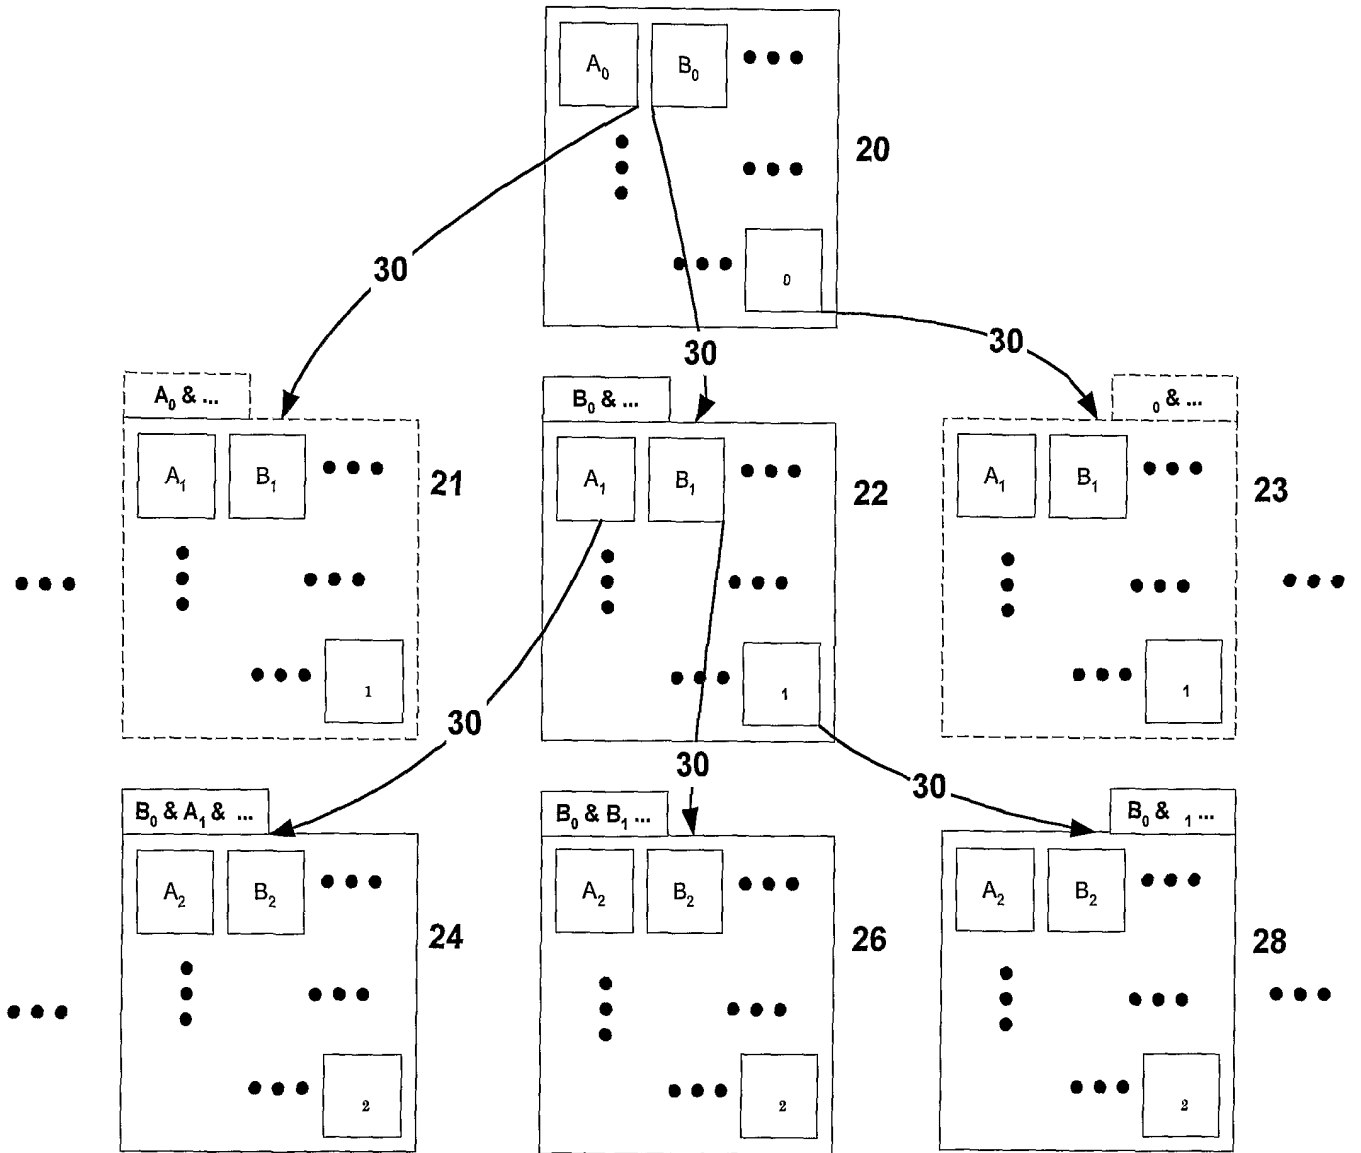 A₀ B₀
20
₀
30
30
30
A₀ & ...
B₀ & ...
₀ & ...
A₁ B₁
21
A₁ B₁
22
A₁ B₁
23
₁
₁
₁
30
30
30
B₀ & A₁ & ...
B₀ & B₁ ...
B₀ & ₁ ...
A₂ B₂
24
A₂ B₂
26
A₂ B₂
28
₂
₂
₂